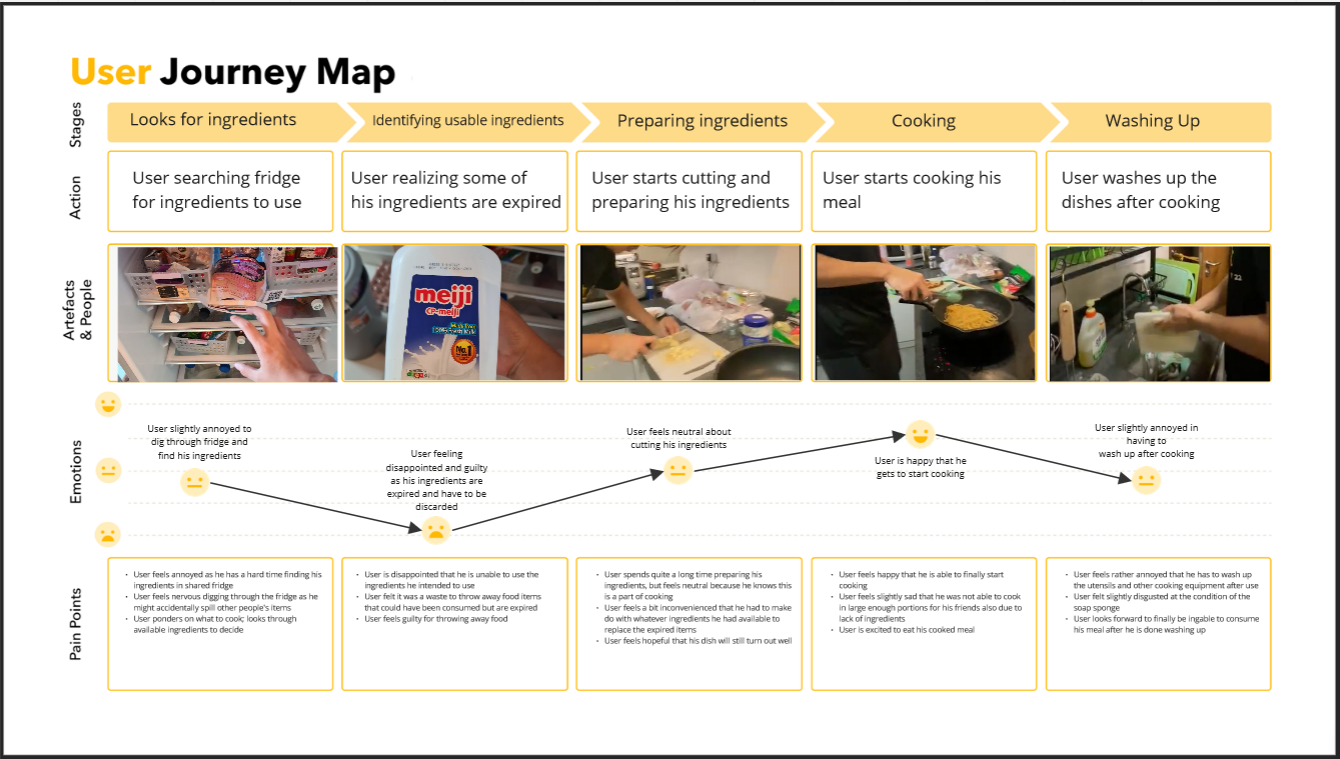 User Journey Map
Stages
Looks for ingredients
Identifying usable ingredients
Preparing ingredients
Cooking
Washing Up
Action
User searching fridge
for ingredients to use
User realizing some of
his ingredients are expired
User starts cutting and
preparing his ingredients
User starts cooking his
meal
User washes up the
dishes after cooking
Artefacts
& People
meiji
CP-meiji
No.1
22
Emotions
User slightly annoyed to
dig through fridge and
find his ingredients
User feeling
disappointed and guilty
as his ingredients are
expired and have to be
discarded
User feels neutral about
cutting his ingredients
User is happy that he
gets to start cooking
User slightly annoyed in
having to
wash up after cooking
Pain Points
• User feels annoyed as he has a hard time finding his
ingredients in shared fridge
• User feels nervous digging through the fridge as he
might accidentally spill other people's items
• User ponders on what to cook; looks through
available ingredients to decide
• User is disappointed that he is unable to use the
ingredients he intended to use
• User felt it was a waste to throw away food items
that could have been consumed but are expired
• User feels guilty for throwing away food
• User spends quite a long time preparing his
ingredients, but feels neutral because he knows this
is a part of cooking
• User feels a bit inconvenienced that he had to make
do with whatever ingredients he had available to
replace the expired items
• User feels hopeful that his dish will still turn out well
• User feels happy that he is able to finally start
cooking
• User feels slightly sad that he was not able to cook
in large enough portions for his friends also due to
lack of ingredients
• User is excited to eat his cooked meal
• User feels rather annoyed that he has to wash up
the utensils and other cooking equipment after use
• User felt slightly disgusted at the condition of the
soap sponge
• User looks forward to finally be ingable to consume
his meal after he is done washing up